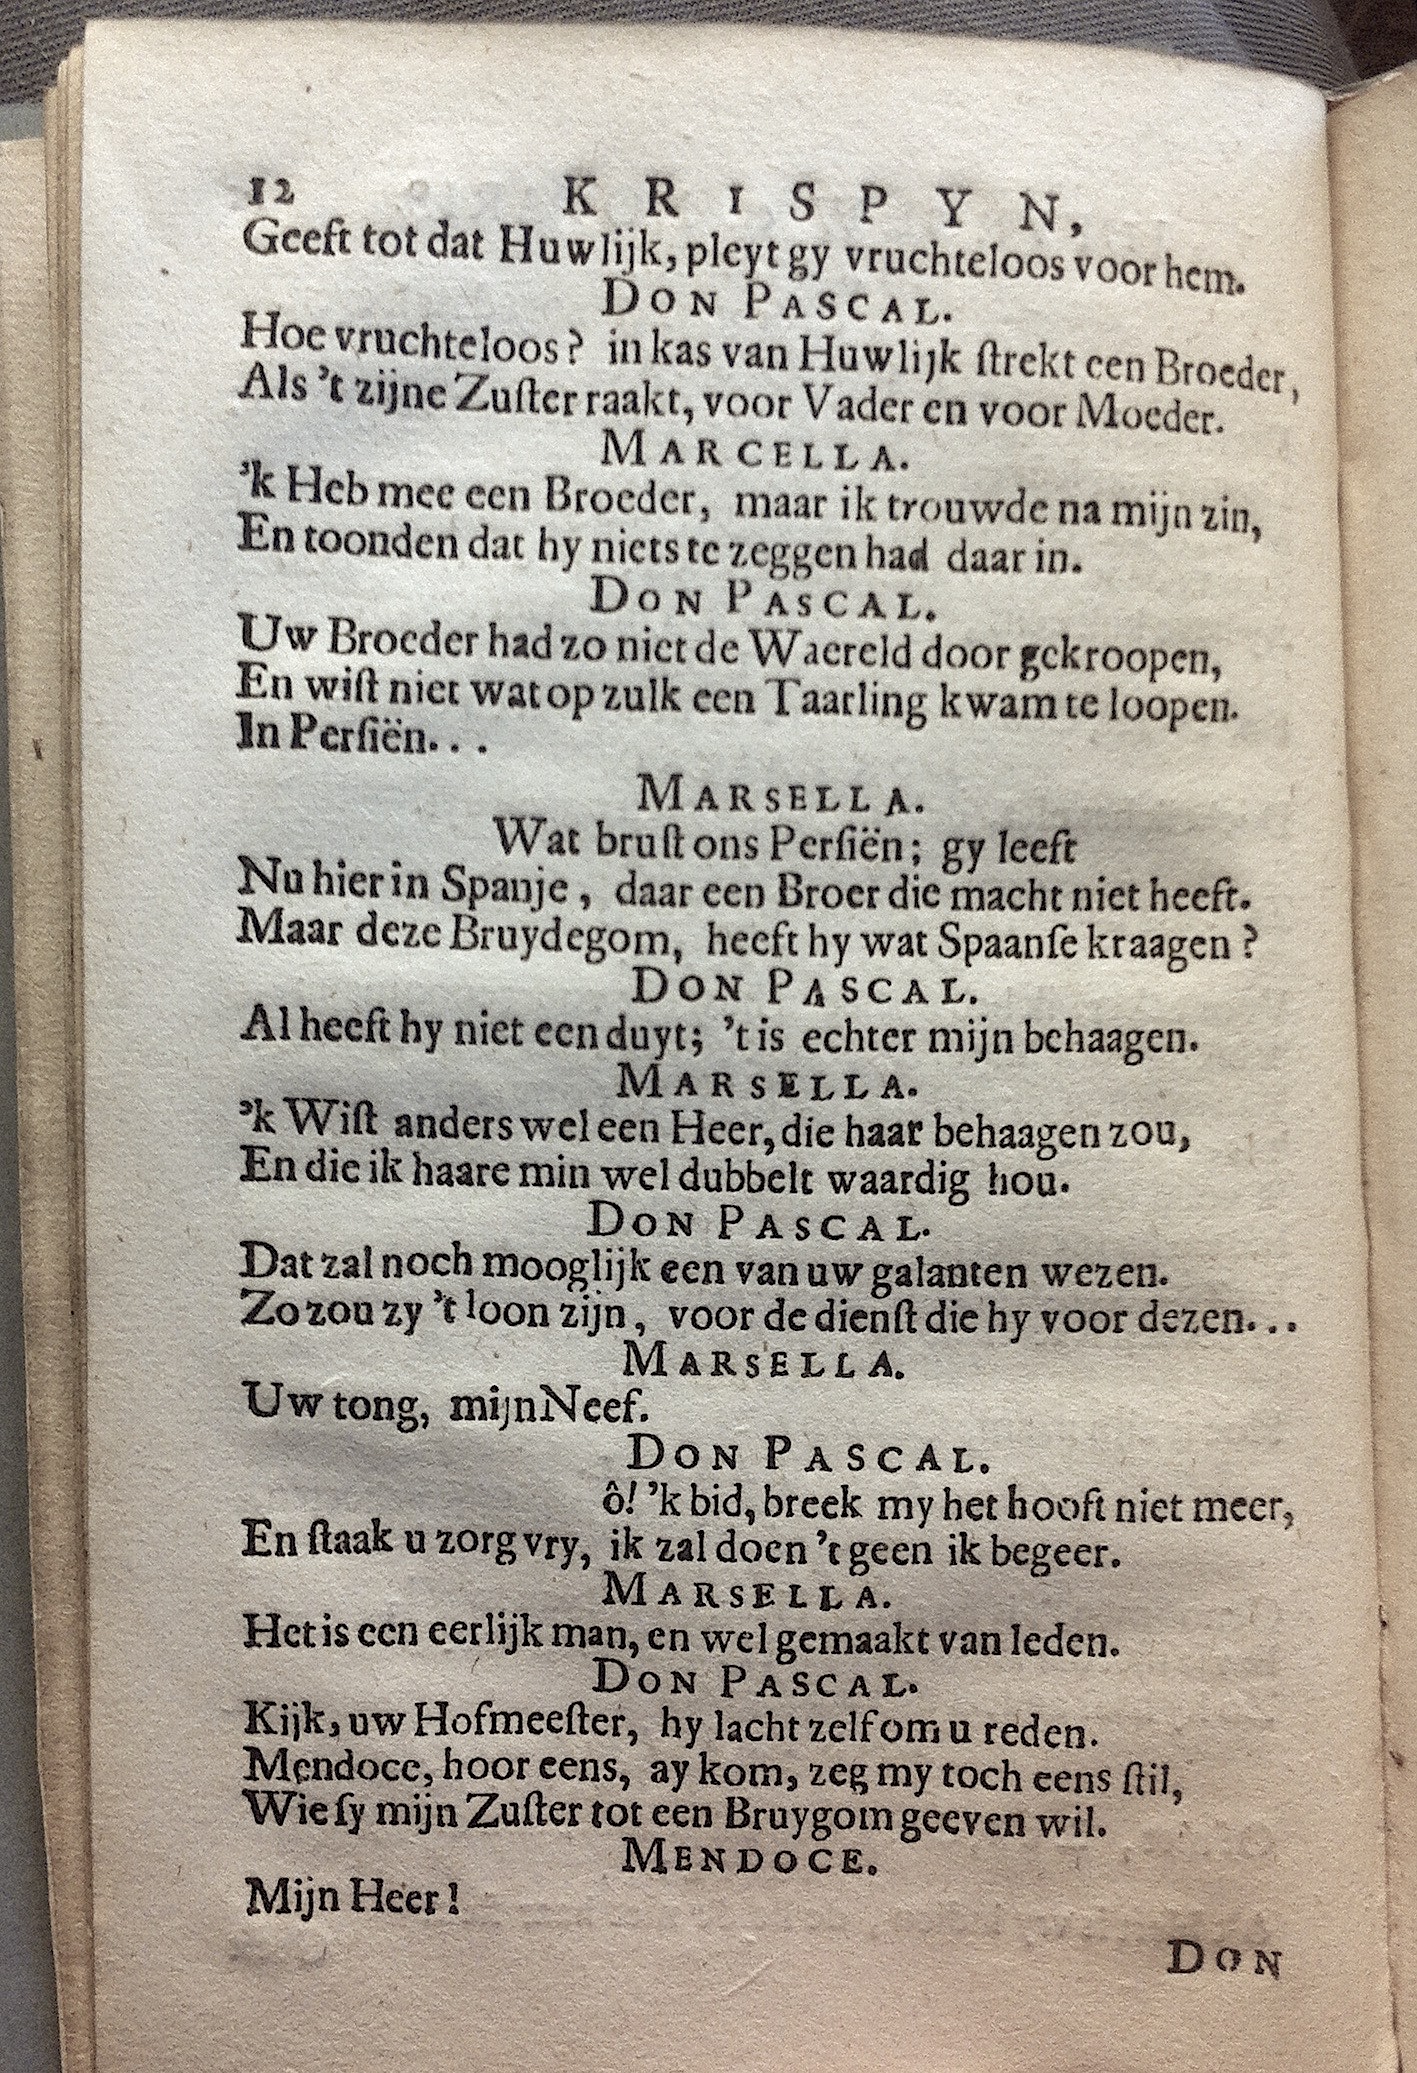 12 KRISPYN,
Geeft tot dat Huwlijk, pleyt gy vruchteloos voor hem.
DON PASCAL.
Hoe vruchteloos? in kas van Huwlijk ſtrekt een Broeder,
Als 't zijne Zuſter raakt, voor Vader en voor Moeder.
MARCELLA.
'k Heb mee een Broeder, maar ik trouwde na mijn zin,
En toonden dat hy niets te zeggen had daar in.
DON PASCAL.
Uw Broeder had zo niet de Waereld door gekroopen,
En wiſt niet wat op zulk een Taarling kwam te loopen.
In Perſiën...
MARSELLA.
Wat bruſt ons Perſiën; gy leeft
Nu hier in Spanje, daar een Broer die macht niet heeft.
Maar deze Bruydegom, heeft hy wat Spaanſe kraagen?
DON PASCAL.
Al heeft hy niet een duyt; 't is echter mijn behaagen.
MARSELLA.
'k Wiſt anders wel een Heer, die haar behaagen zou,
En die ik haare min wel dubbelt waardig hou.
DON PASCAL.
Dat zal noch mooglijk een van uw galanten wezen.
Zo zou zy 't loon zijn, voor de dienſt die hy voor dezen...
MARSELLA.
Uw tong, mijn Neef.
DON PASCAL.
ô! 'k bid, breek my het hooft niet meer,
En ſtaak u zorg vry, ik zal doen 't geen ik begeer.
MARSELLA.
Het is een eerlijk man, en wel gemaakt van leden.
DON PASCAL.
Kijk, uw Hofmeeſter, hy lacht zelf om u reden.
Mendoce, hoor eens, ay kom, zeg my toch eens ſtil,
Wie ſy mijn Zuſter tot een Bruygom geeven wil.
MENDOCE.
Mijn Heer!
DON